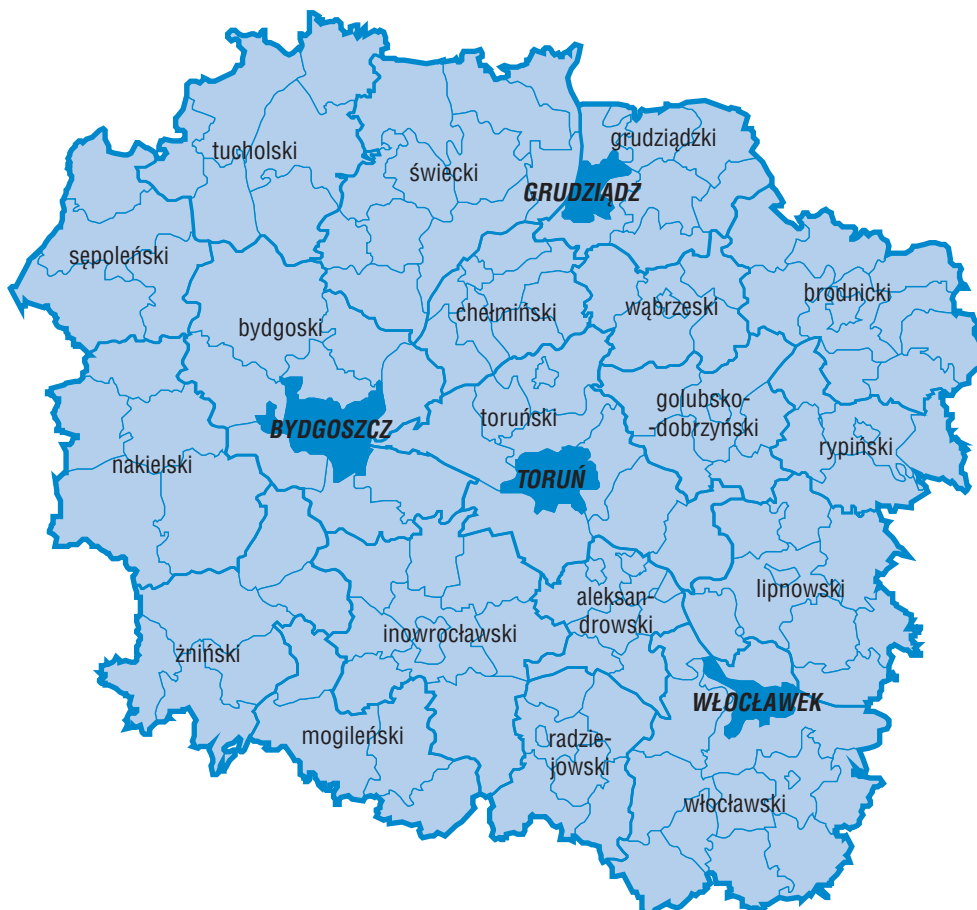 grudziądzki
tucholski
świecki
GRUDZIĄDŹ
sępoleński
brodnicki
chełmiński
wąbrzeski
bydgoski
golubsko-
-dobrzyński
toruński
BYDGOSZCZ
rypiński
nakielski
TORUŃ
lipnowski
aleksan-
drowski
inowrocławski
żniński
WŁOCŁAWEK
mogileński
radzie-
jowski
włocławski